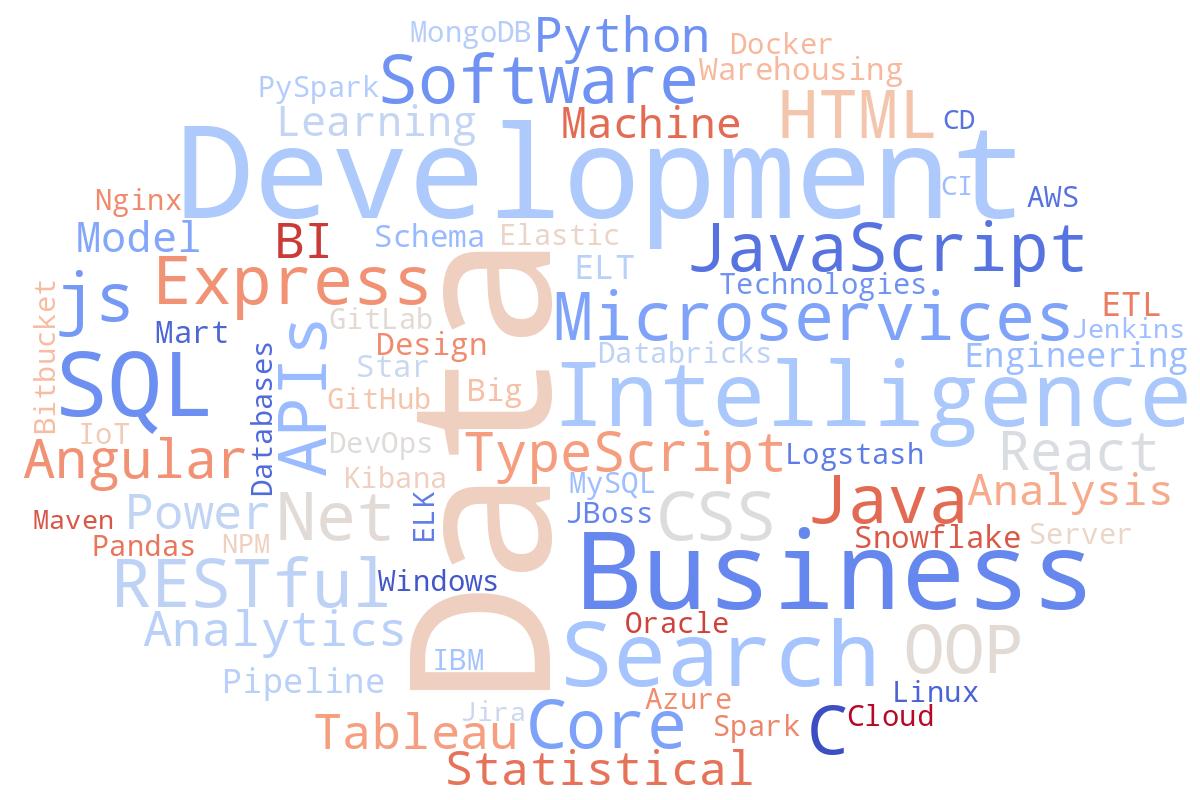 MongoDB
Python
Docker
Software
Warehousing
PySpark
Learning
Machine
HTML
CD
Development
CI
AWS
Nginx
Model
BI
Schema
Elastic
JavaScript
Express
ELT
Technologies
js
Microservices
ETL
Bitbucket
Mart
GitLab
Jenkins
APIs
Design
Databricks
Engineering
SQL
Databases
Star
Intelligence
GitHub
Big
Data
IoT
Angular
DevOps
TypeScript
Logstash
React
Kibana
MySQL
Analysis
Maven
Power
Net
ELK
JBoss
CSS
Java
Pandas
NPM
Snowflake
Server
RESTful
Windows
Business
Analytics
Oracle
Search
OOP
IBM
Pipeline
Linux
Jira
Azure
Tableau
Core
Spark
C
Cloud
Statistical